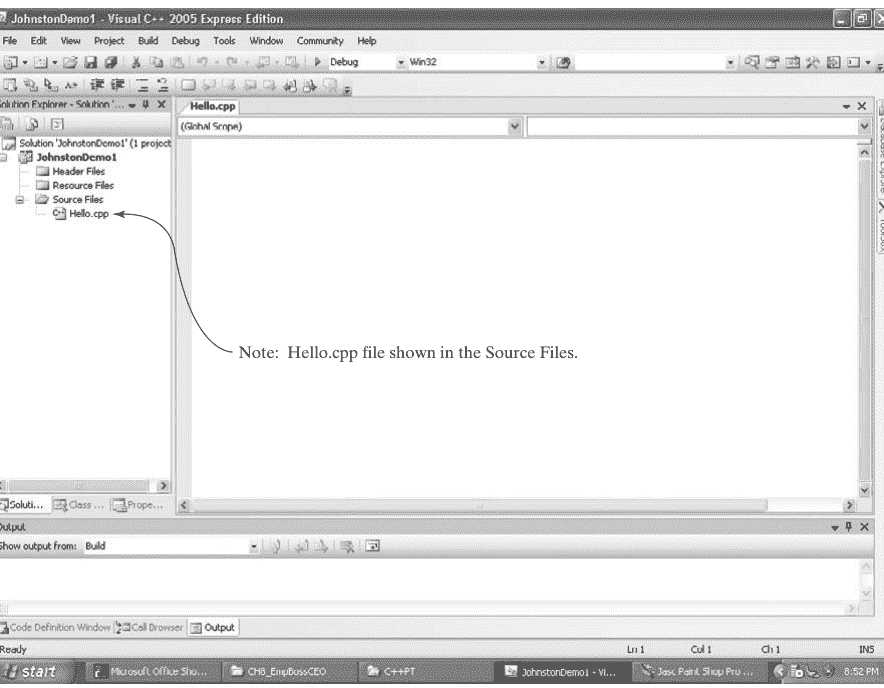 JohnstonDemo1 - Visual C++ 2005 Express Edition
File Edit View Project Build Debug Tools Window Community Help
Debug Win32
Solution Explorer - Solution '...
Hello.cpp
(Global Scope)
Solution 'JohnstonDemo1' (1 project
JohnstonDemo1
Header Files
Resource Files
Source Files
Hello.cpp
Note: Hello.cpp file shown in the Source Files.
Soluti... Class ... Prope...
Output
Show output from: Build
Code Definition Window Call Browser Output
Ready Ln 1 Col 1 Ch 1 INS
start Microsoft Office Sho... CH8_EmpBossCEO C++PT JohnstonDemo1 - Vi... Jasc Paint Shop Pro ... 8:52 PM